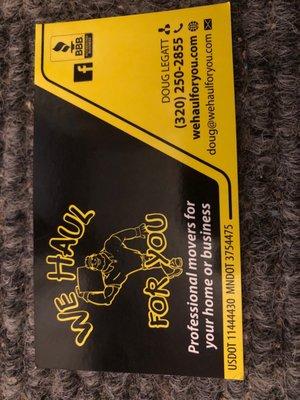 BBB
DOUG LEGATT
(320) 250-2855
wehaulforyou.com
doug@wehaulforyou.com
WE HAUL
FOR YOU
Professional movers for
your home or business
USDOT 11444430 MNDOT 3754475